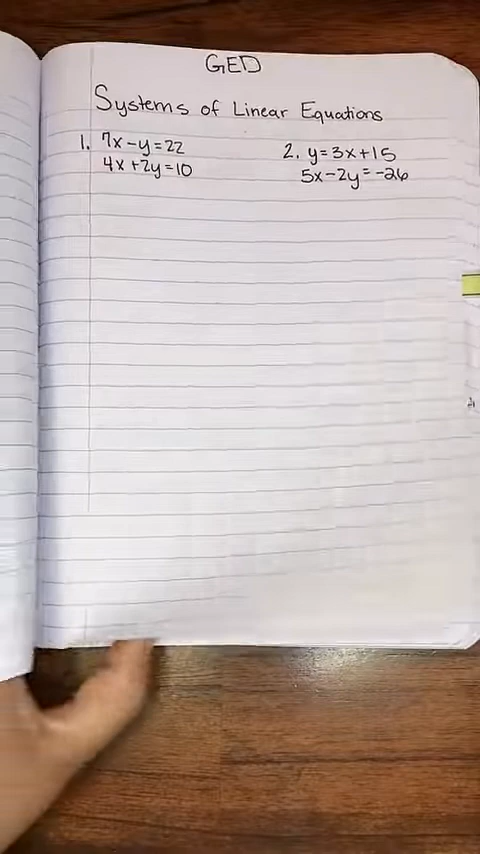 GED
Systems of Linear Equations
1. 7x-y=22
4x+2y=10
2. y=3x+15
5x-2y=-26